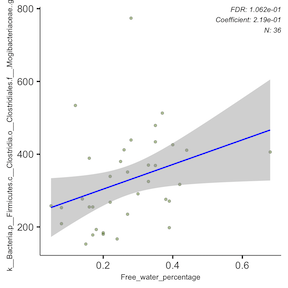 FDR: 1.062e-01
Coefficient: 2.19e-01
N: 36
k__Bacteria.p__Firmicutes.c__Clostridia.o__Clostridiales.f__Mogibacteriaceae..g
800
600
400
200
0.2
0.4
0.6
Free_water_percentage